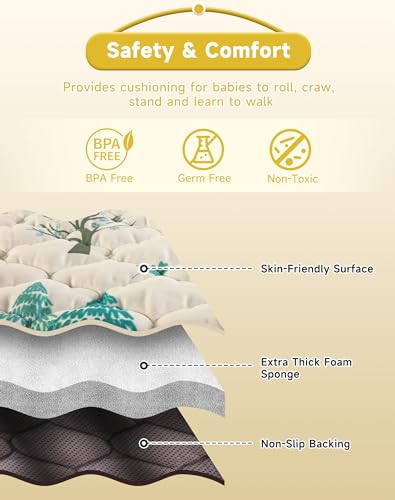 Safety & Comfort
Provides cushioning for babies to roll, craw,
stand and learn to walk
BPA
FREE
BPA Free
Germ Free
Non-Toxic
Skin-Friendly Surface
Extra Thick Foam
Sponge
Non-Slip Backing